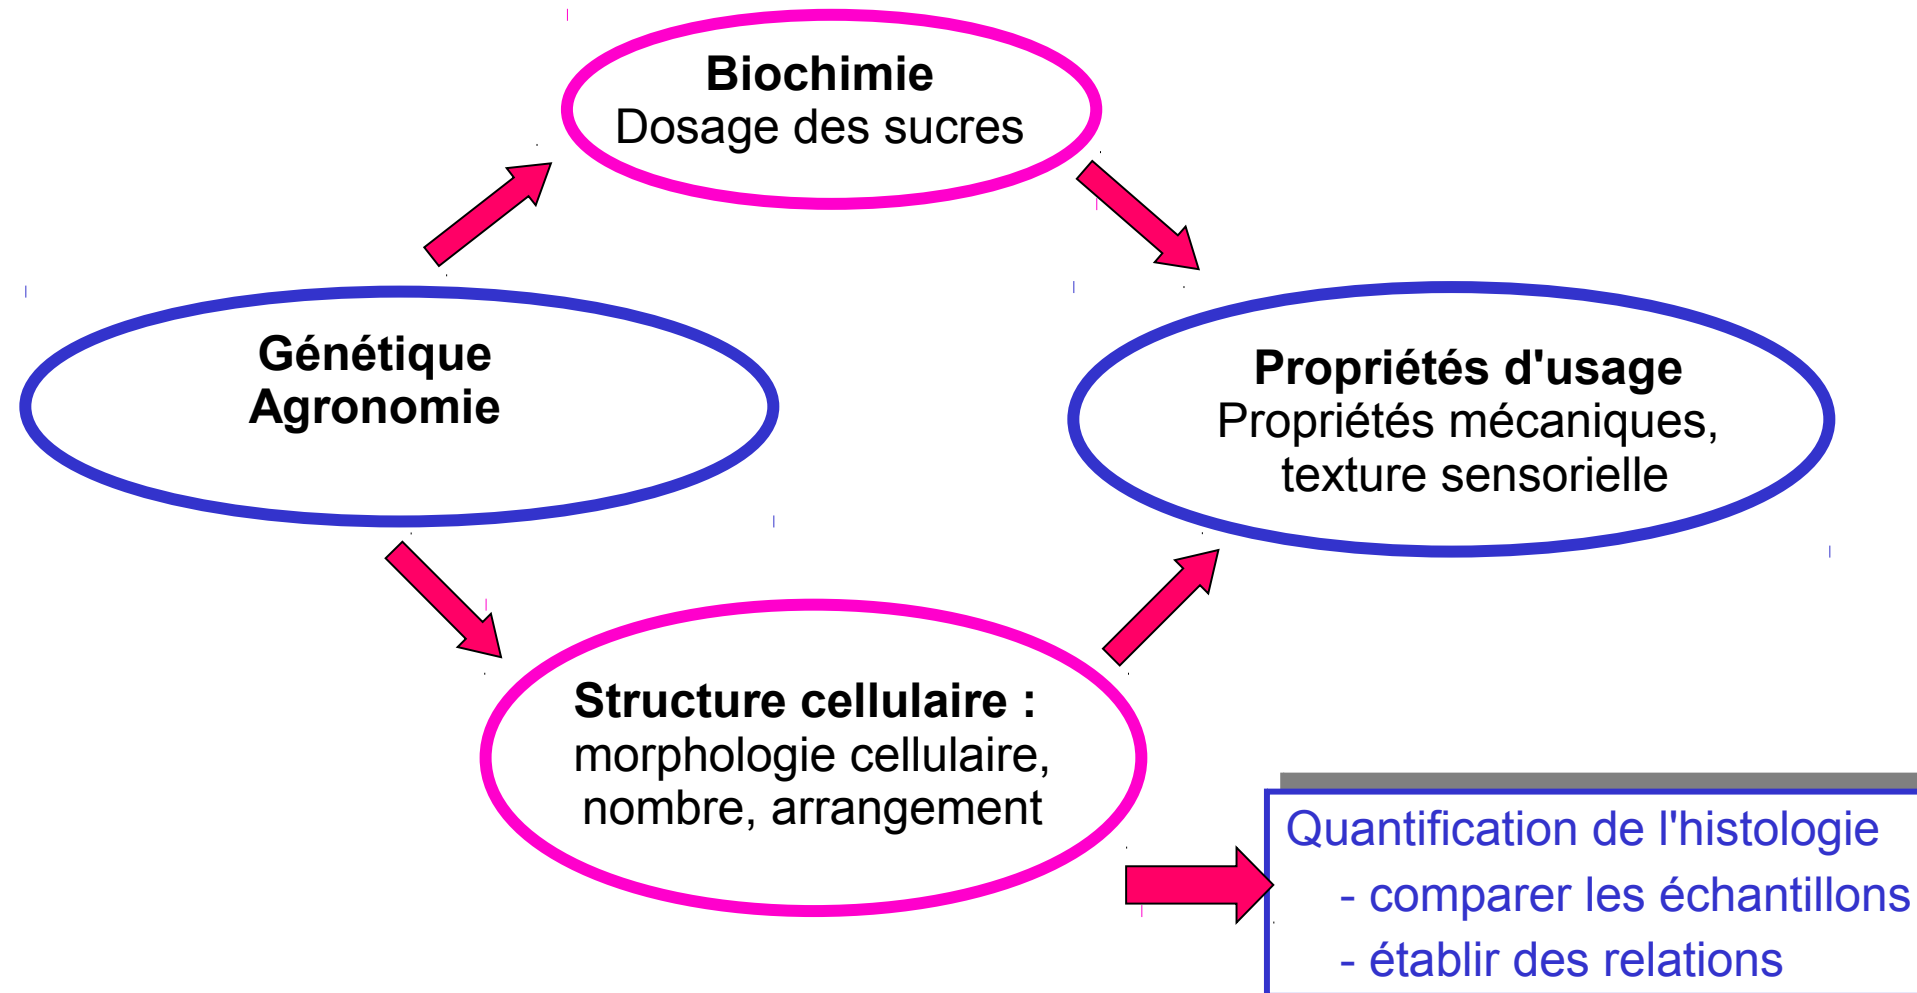 Biochimie
Dosage des sucres
Génétique
Agronomie
Propriétés d'usage
Propriétés mécaniques,
texture sensorielle
Structure cellulaire :
morphologie cellulaire,
nombre, arrangement
Quantification de l'histologie
- comparer les échantillons
- établir des relations